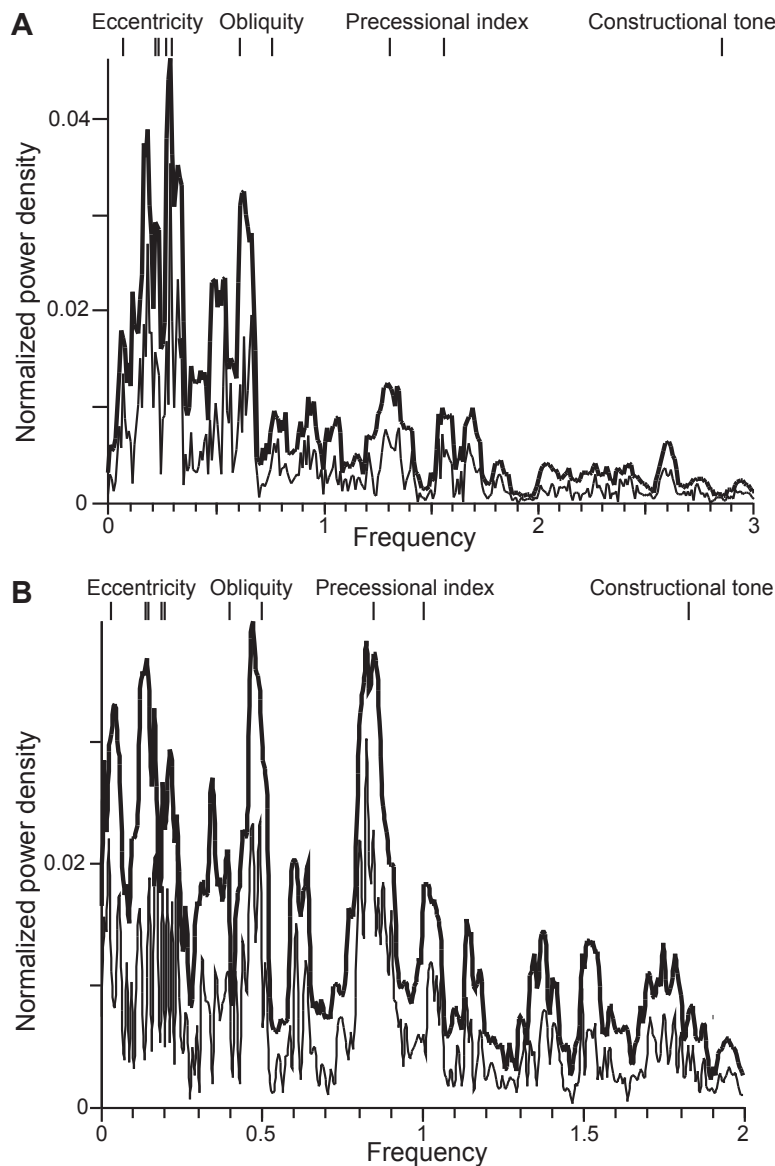 A
Eccentricity Obliquity Precessional index Constructional tone
Normalized power density
0.04
0.02
0
0 1 2 3
Frequency
B
Eccentricity Obliquity Precessional index Constructional tone
Normalized power density
0.02
0
0 0.5 1 1.5 2
Frequency